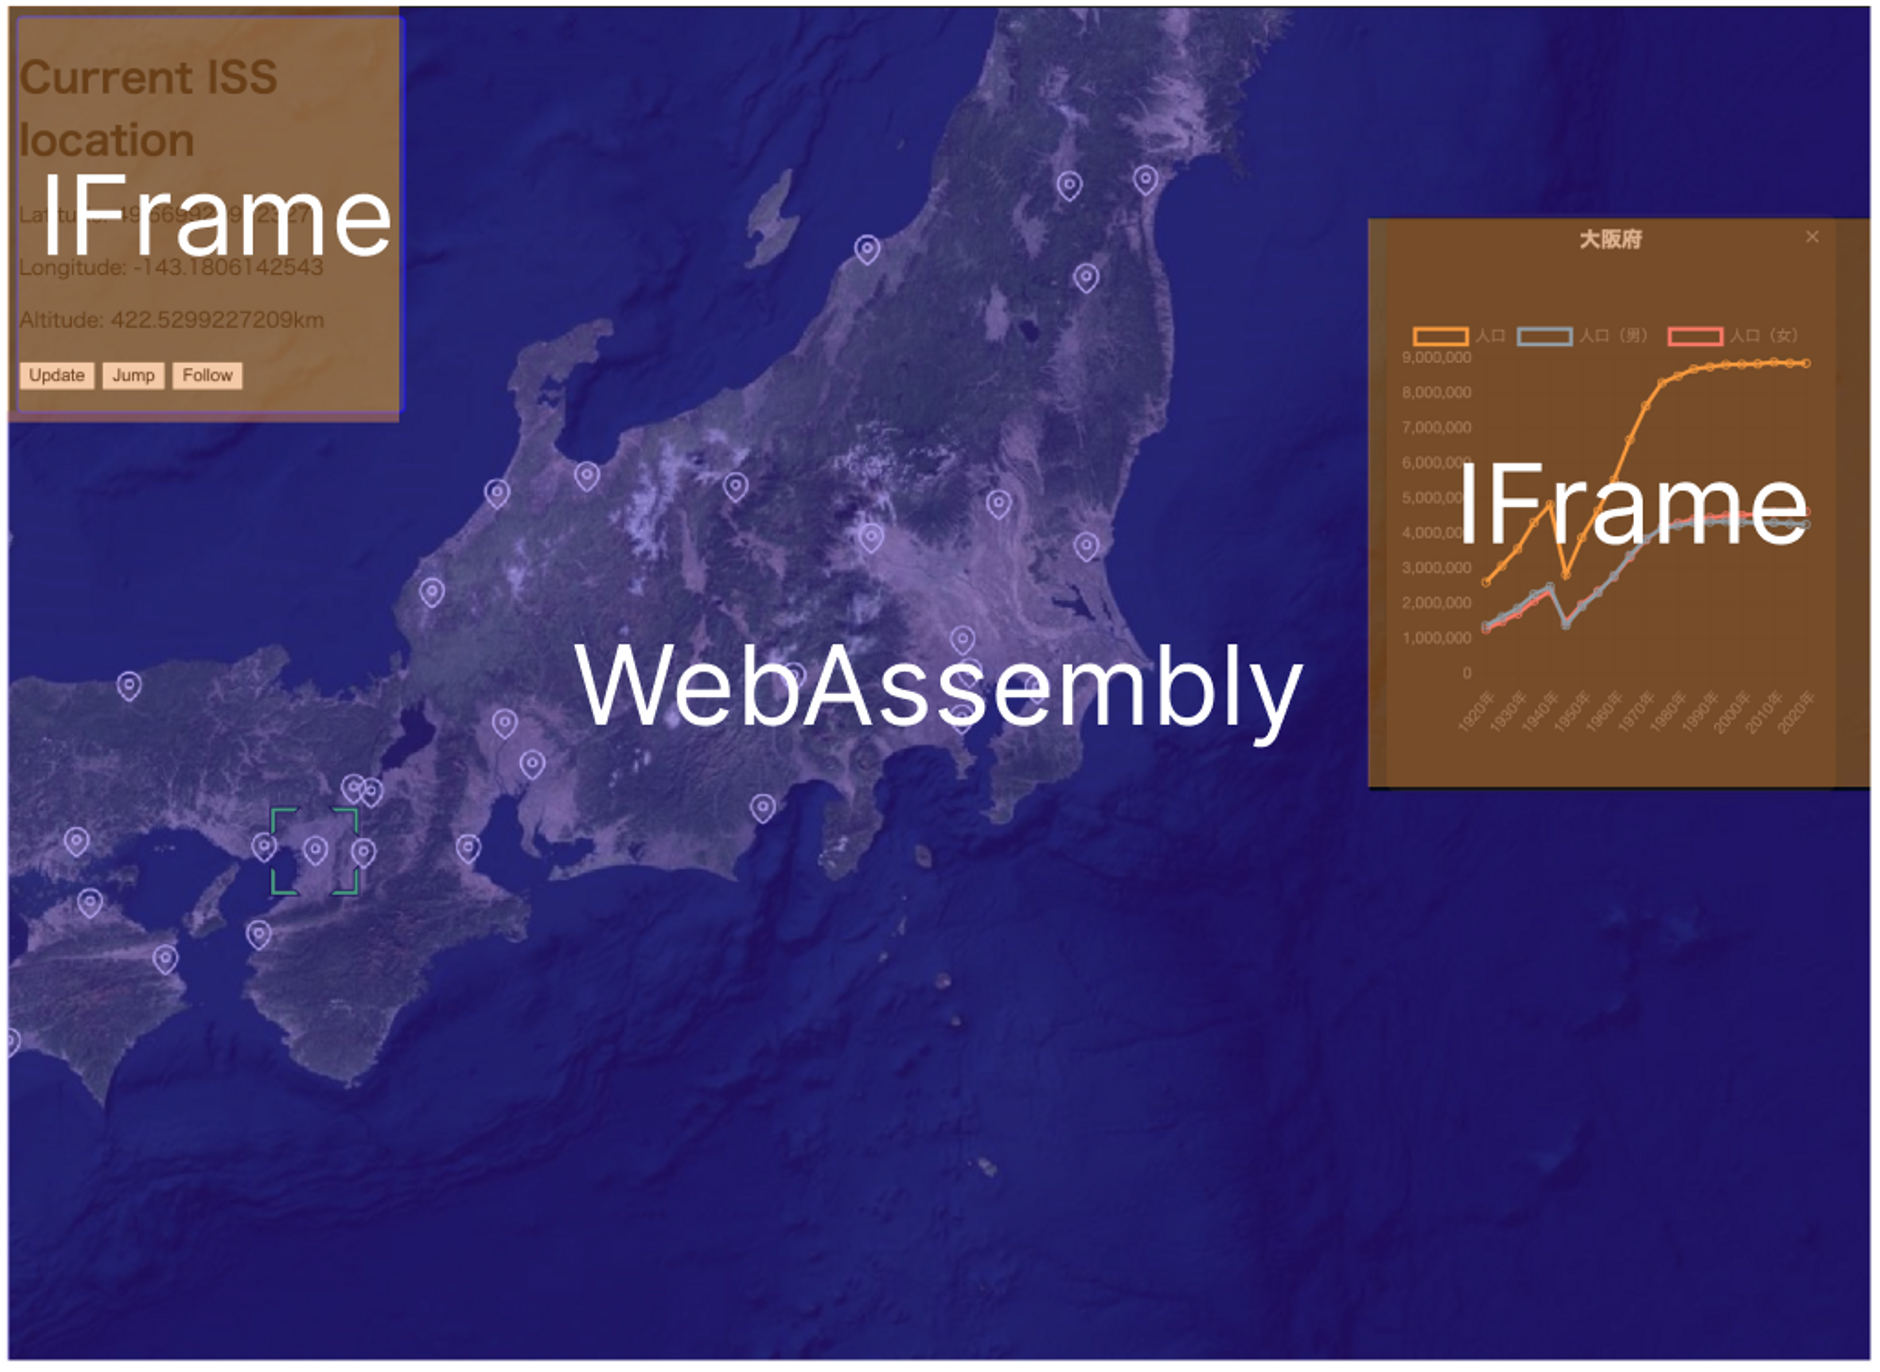 Current ISS
location
IFrame
Latitude:
Longitude: -143.1806142543
Altitude: 422.5299227209km
Update Jump Follow
WebAssembly
大阪府 ×
人口 人口（男） 人口（女）
9,000,000
8,000,000
7,000,000
6,000,000
5,000,000
IFrame
4,000,000
3,000,000
2,000,000
1,000,000
0
1920年 1930年 1940年 1950年 1960年 1970年 1980年 1990年 2000年 2010年 2020年